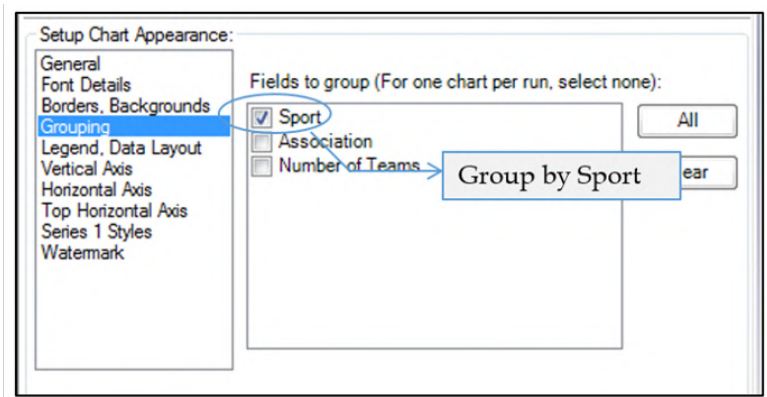 Setup Chart Appearance:
General
Font Details
Borders, Backgrounds
Grouping
Legend, Data Layout
Vertical Axis
Horizontal Axis
Top Horizontal Axis
Series 1 Styles
Watermark
Fields to group (For one chart per run, select none):
Sport
Association
Number of Teams
All
ear
Group by Sport